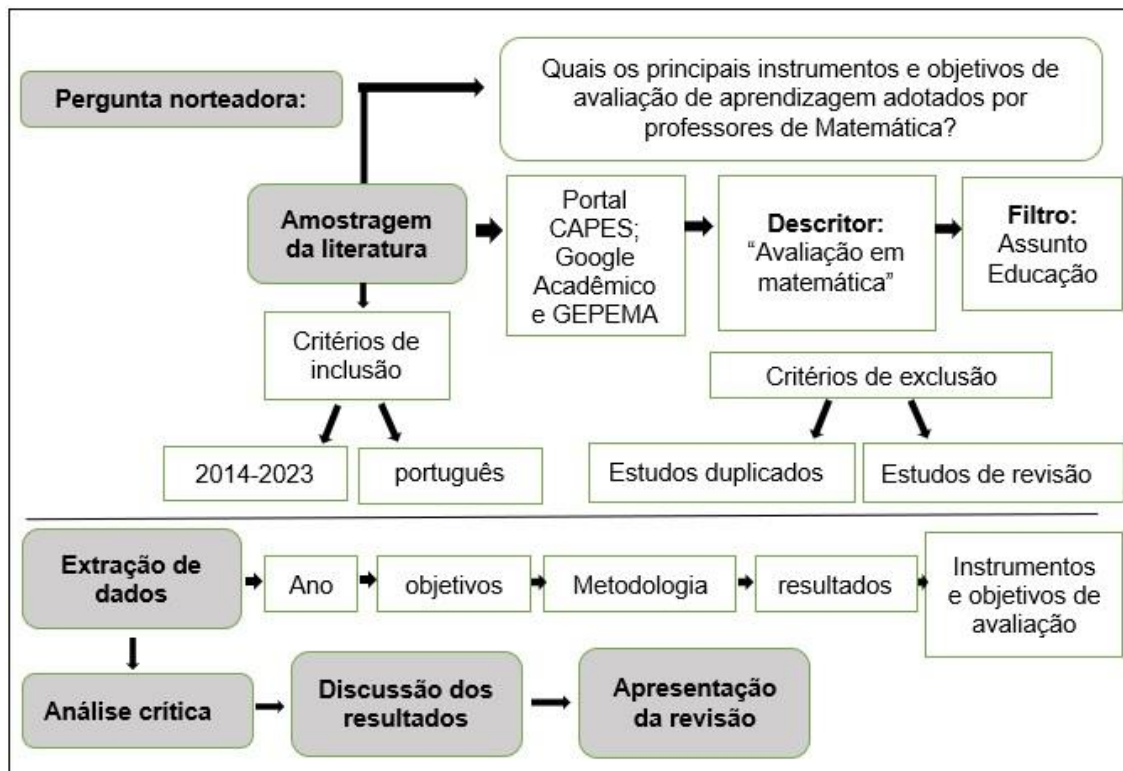 Pergunta norteadora:
Quais os principais instrumentos e objetivos de
avaliação de aprendizagem adotados por
professores de Matemática?
Amostragem
da literatura
Portal
CAPES;
Google
Acadêmico
e GEPEMA
Descritor:
“Avaliação em
matemática”
Filtro:
Assunto
Educação
Critérios de
inclusão
Critérios de exclusão
2014-2023
português
Estudos duplicados
Estudos de revisão
Extração de
dados
Ano
objetivos
Metodologia
resultados
Instrumentos
e objetivos de
avaliação
Análise crítica
Discussão dos
resultados
Apresentação
da revisão